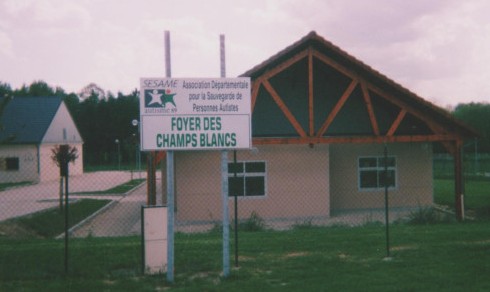 SESAME
Association Départementale
pour la Sauvegarde de
Personnes Autistes
FOYER DES
CHAMPS BLANCS